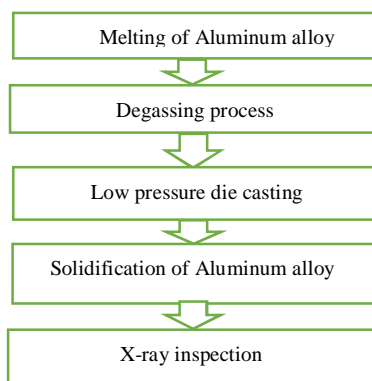 Melting of Aluminum alloy
Degassing process
Low pressure die casting
Solidification of Aluminum alloy
X-ray inspection